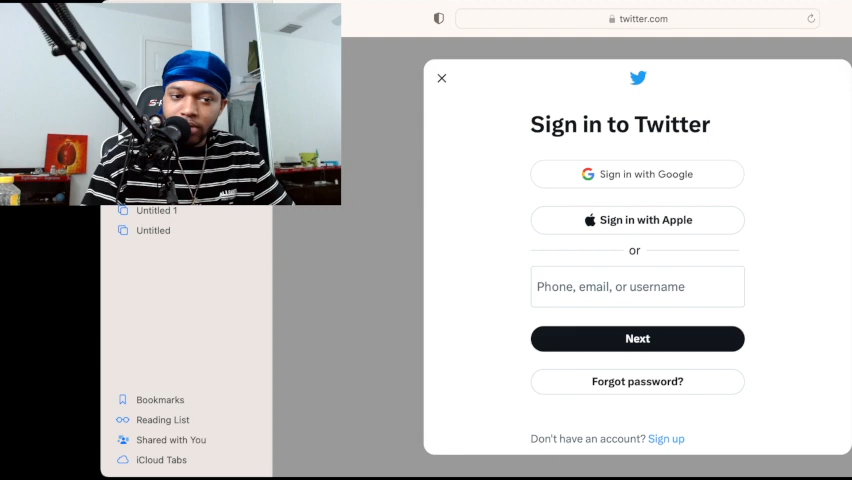 twitter.com
Sign in to Twitter
Sign in with Google
Sign in with Apple
or
Phone, email, or username
Next
Forgot password?
Don't have an account? Sign up
Untitled 1
Untitled
Bookmarks
Reading List
Shared with You
iCloud Tabs